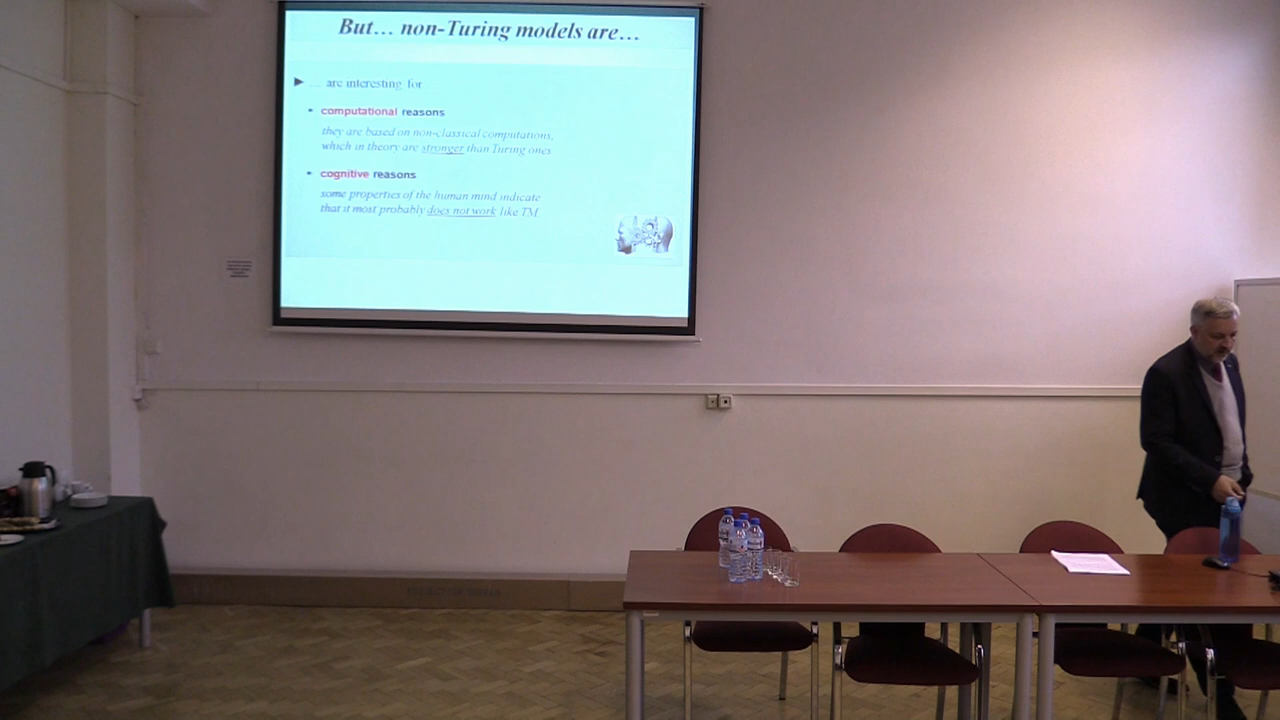 But… non-Turing models are…
► … are interesting for
• computational reasons
they are based on non-classical computations,
which in theory are stronger than Turing ones
• cognitive reasons
some properties of the human mind indicate
that it most probably does not work like TM.